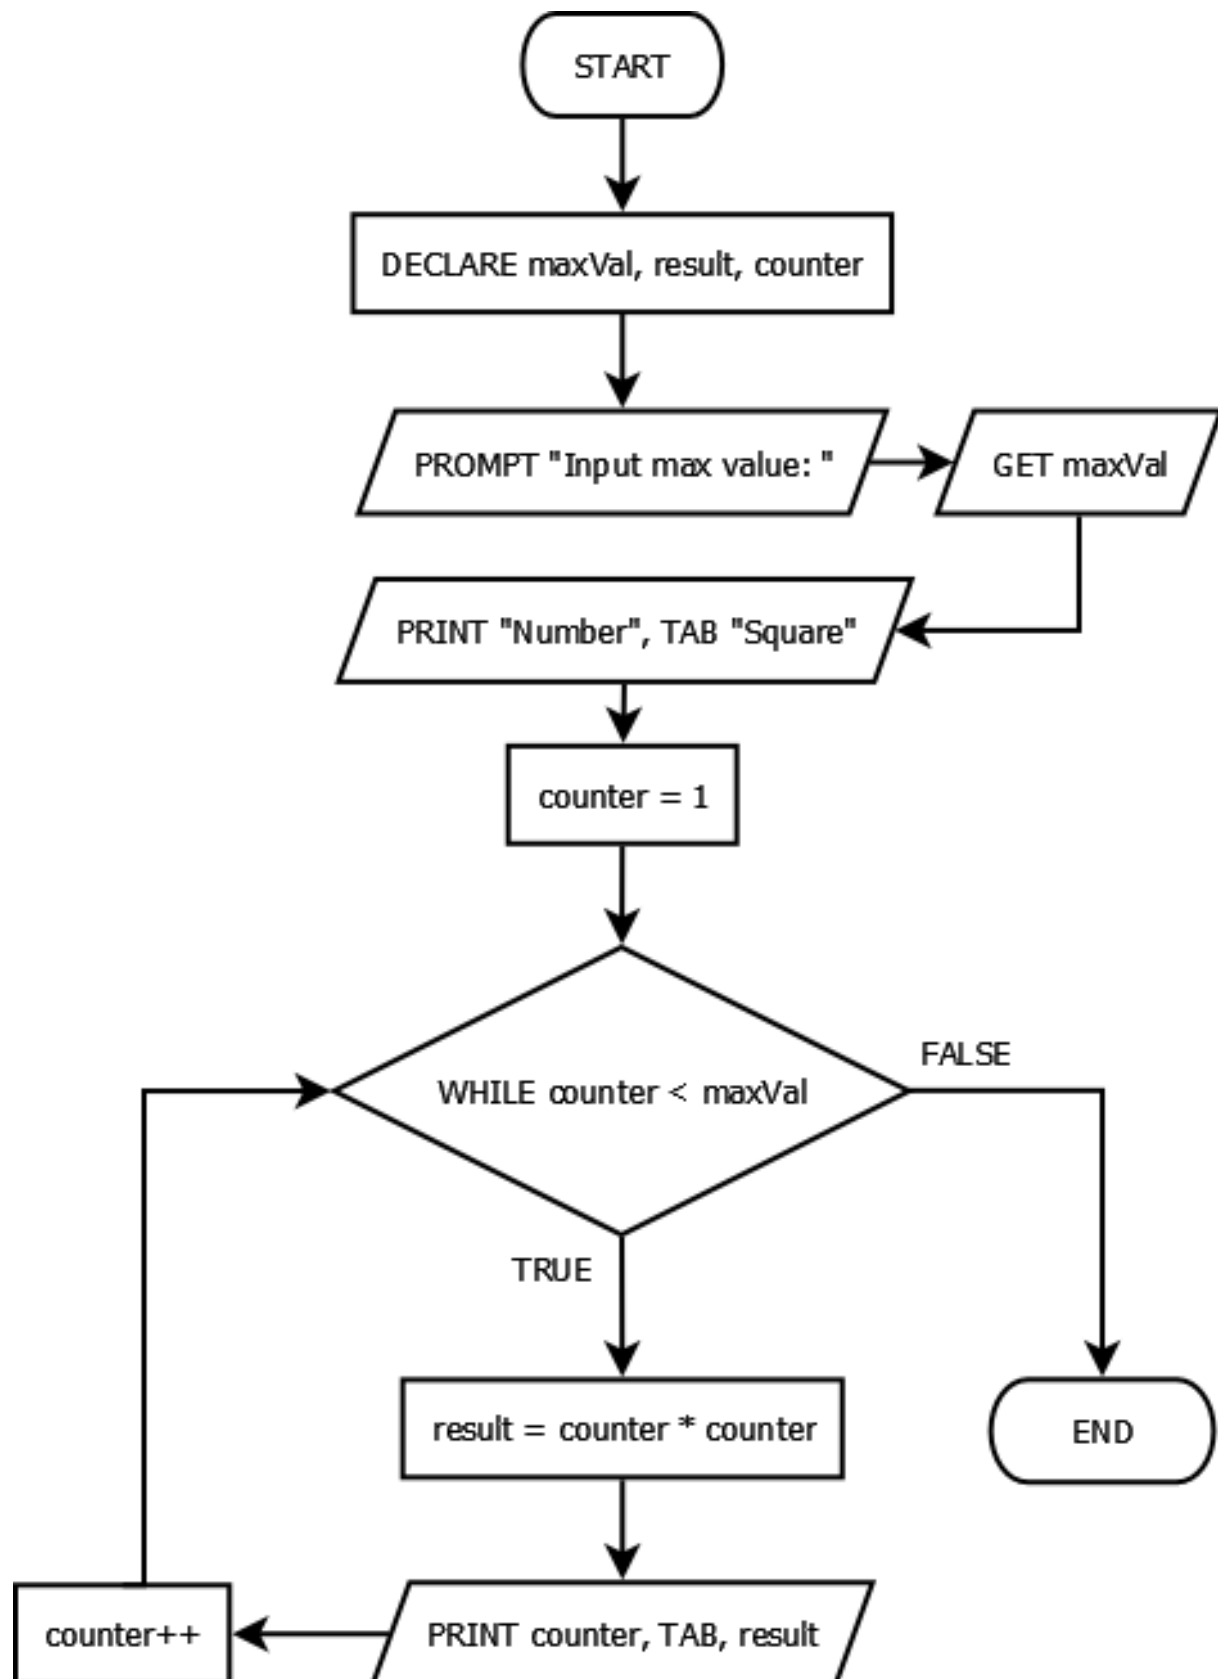 START
DECLARE maxVal, result, counter
PROMPT "Input max value: "
GET maxVal
PRINT "Number", TAB "Square"
counter = 1
WHILE counter < maxVal
FALSE
TRUE
result = counter * counter
END
PRINT counter, TAB, result
counter++